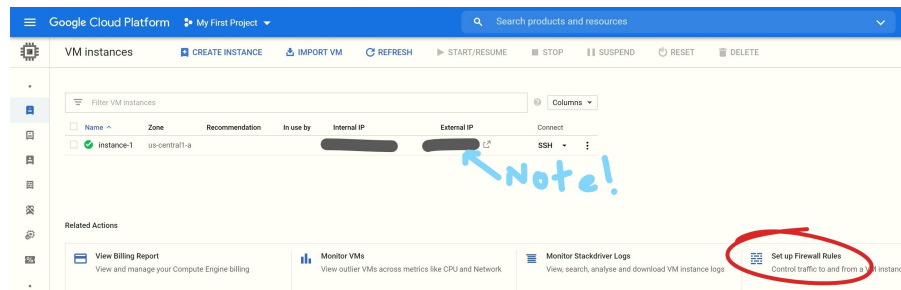 Google Cloud Platform My First Project Search products and resources
VM instances CREATE INSTANCE IMPORT VM REFRESH START/RESUME STOP SUSPEND RESET DELETE
Filter VM instances Columns
Name Zone Recommendation In use by Internal IP External IP Connect
instance-1 us-central1-a SSH
Note!
Related Actions
View Billing Report Monitor VMs Monitor Stackdriver Logs Set up Firewall Rules
View and manage your Compute Engine billing View outlier VMs across metrics like CPU and Network View, search, analyse and download VM instance logs Control traffic to and from a VM instanc